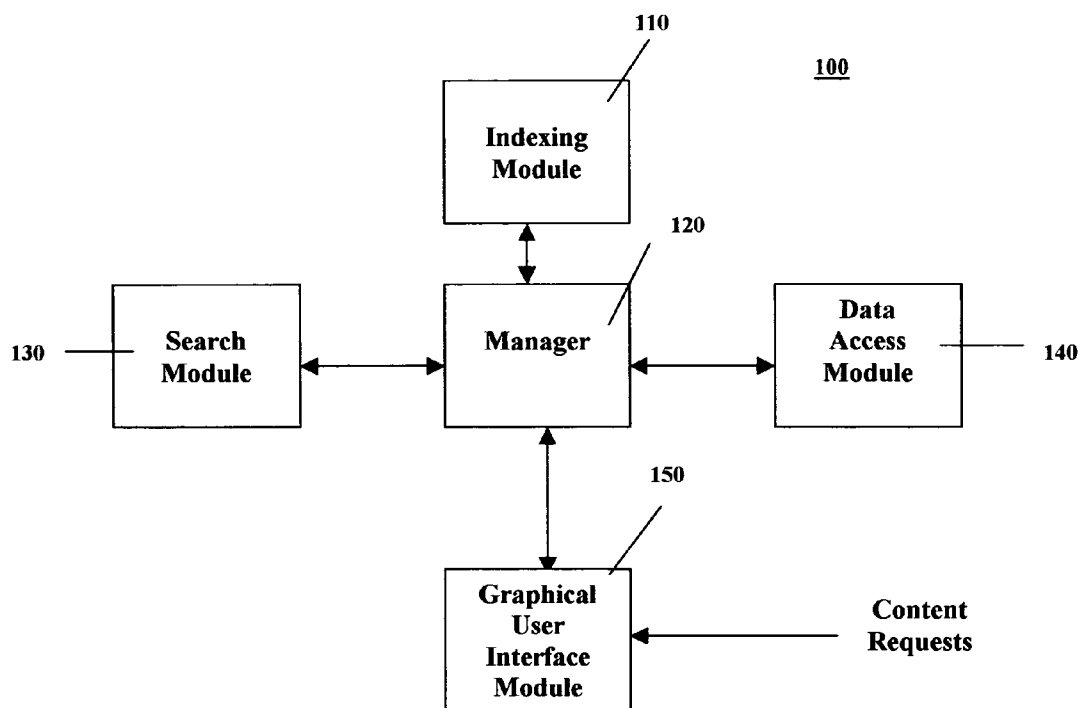 110
100
Indexing
Module
120
130
Search
Module
Manager
Data
Access
Module
140
150
Graphical
User
Interface
Module
Content
Requests